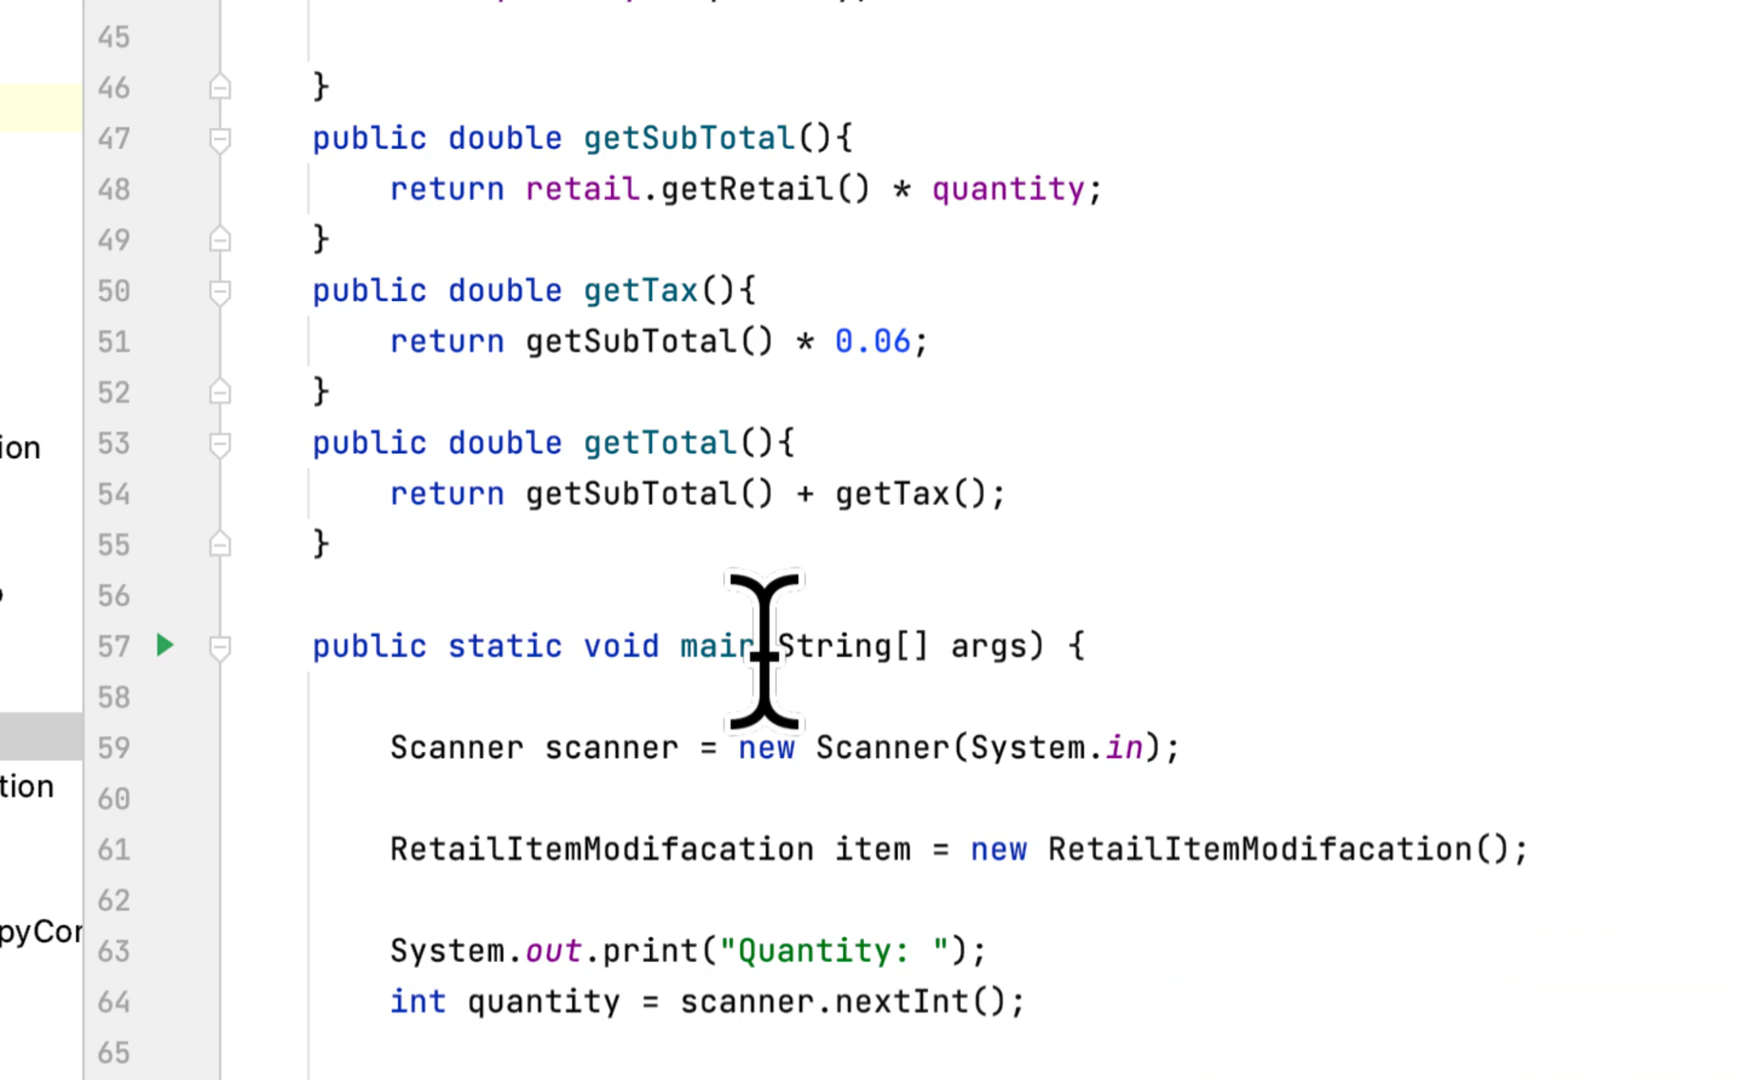 45
46 }
47 public double getSubTotal(){
48 return retail.getRetail() * quantity;
49 }
50 public double getTax(){
51 return getSubTotal() * 0.06;
52 }
53 public double getTotal(){
54 return getSubTotal() + getTax();
55 }
56
57 public static void main String[] args) {
58
59 Scanner scanner = new Scanner(System.in);
60
61 RetailItemModifacation item = new RetailItemModifacation();
62
63 System.out.print("Quantity: ");
64 int quantity = scanner.nextInt();
65
ion
tion
pyCor